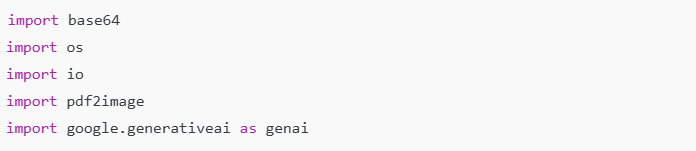 import base64
import os
import io
import pdf2image
import google.generativeai as genai